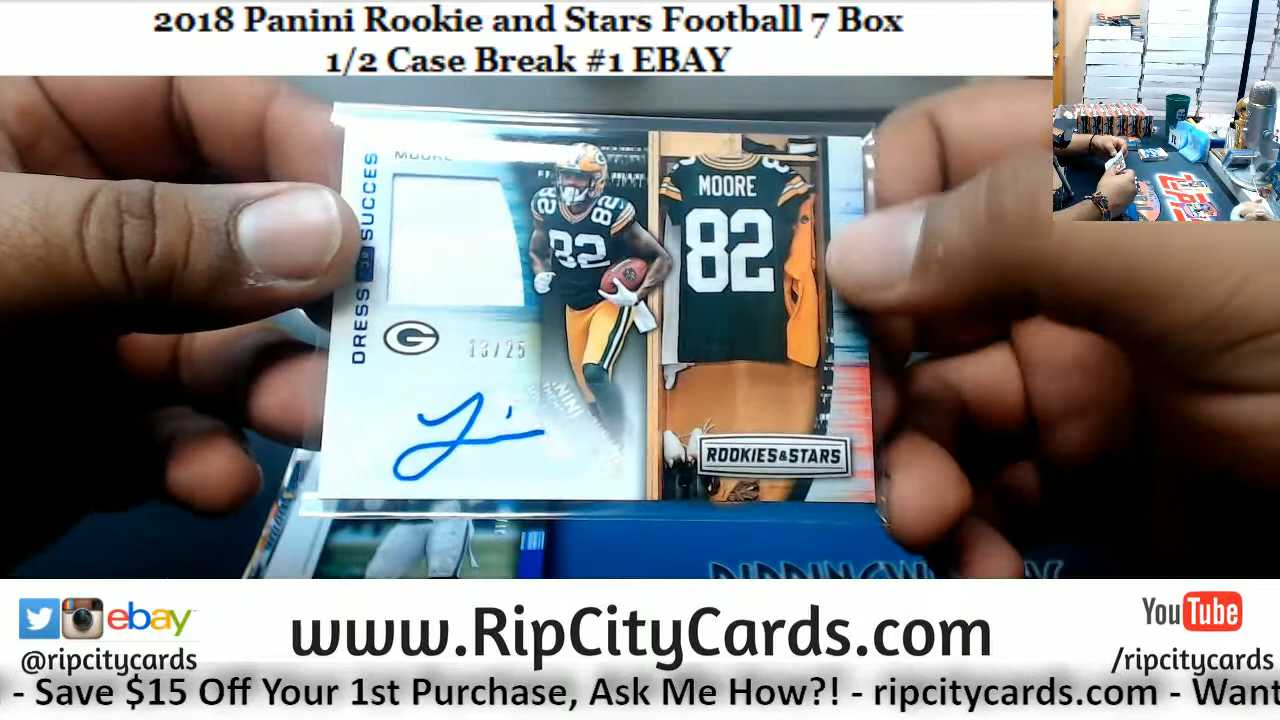 2018 Panini Rookie and Stars Football 7 Box
1/2 Case Break #1 EBAY
MOORE
DRESS FOR SUCCES
82
82
MOORE
82
G
13/25
ROOKIES&STARS
ebay
@ripcitycards
www.RipCityCards.com
YouTube
/ripcitycards
- Save $15 Off Your 1st Purchase, Ask Me How?! - ripcitycards.com - Want